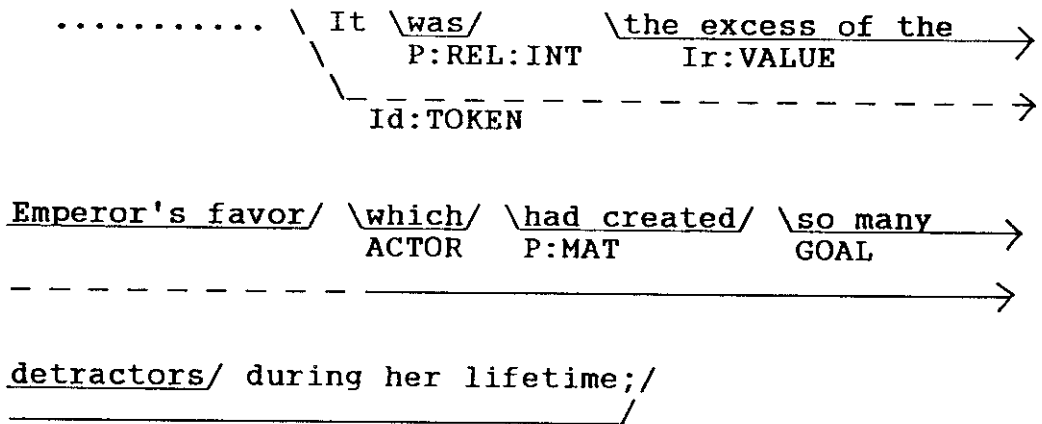 ........... \ It \was/ \the excess of the
P:REL:INT Ir:VALUE
Id:TOKEN
Emperor's favor/ \which/ \had created/ \so many
ACTOR P:MAT GOAL
detractors/ during her lifetime;/